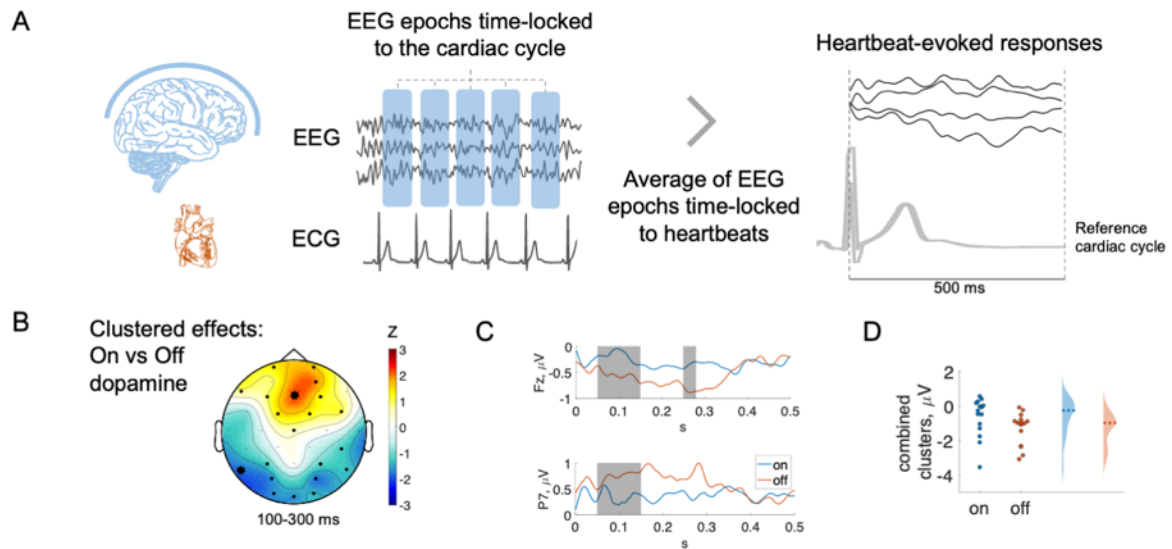 A
EEG epochs time-locked
to the cardiac cycle
EEG
ECG
Average of EEG
epochs time-locked
to heartbeats
Heartbeat-evoked responses
Reference
cardiac cycle
500 ms
B
Clustered effects:
On vs Off
dopamine
z
3
2
1
0
-1
-2
-3
100-300 ms
C
Fz, µV
0
-0.5
-1
0 0.1 0.2 0.3 0.4 0.5
s
P7, µV
1
0.5
0
on
off
0 0.1 0.2 0.3 0.4 0.5
s
D
combined
clusters, µV
2
0
-2
-4
on off